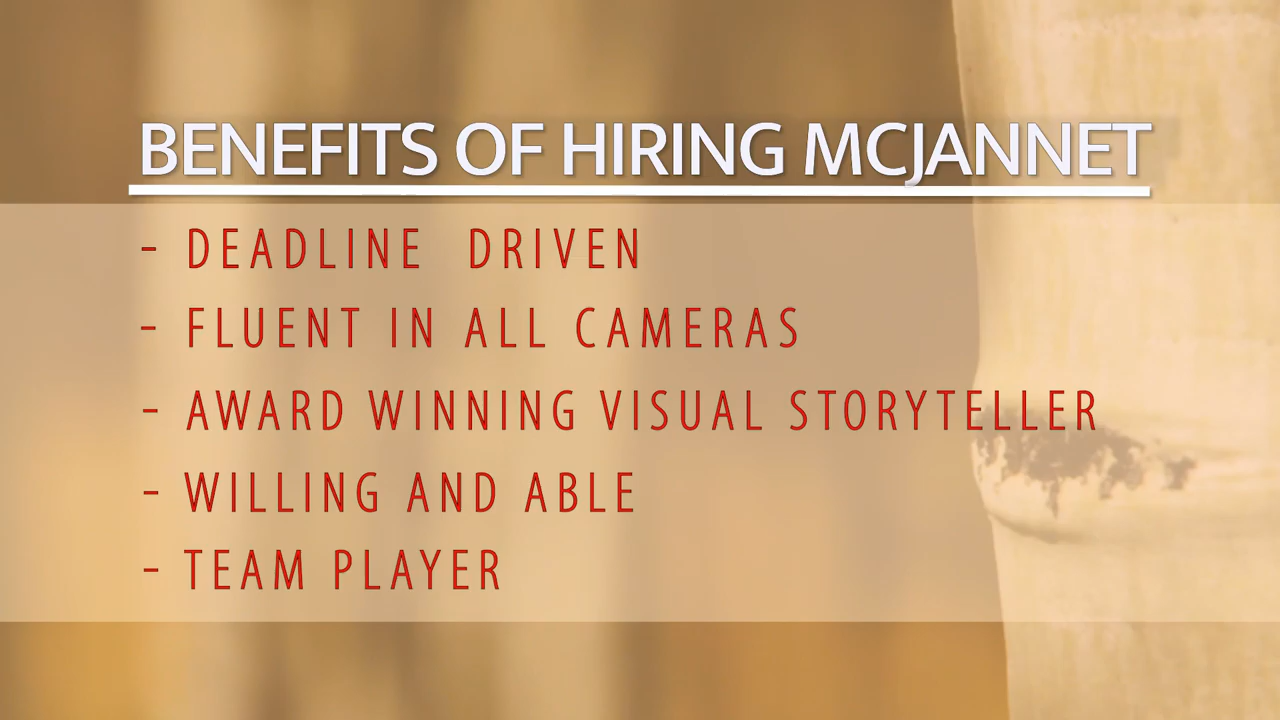 BENEFITS OF HIRING MCJANNET
- DEADLINE DRIVEN
- FLUENT IN ALL CAMERAS
- AWARD WINNING VISUAL STORYTELLER
- WILLING AND ABLE
- TEAM PLAYER